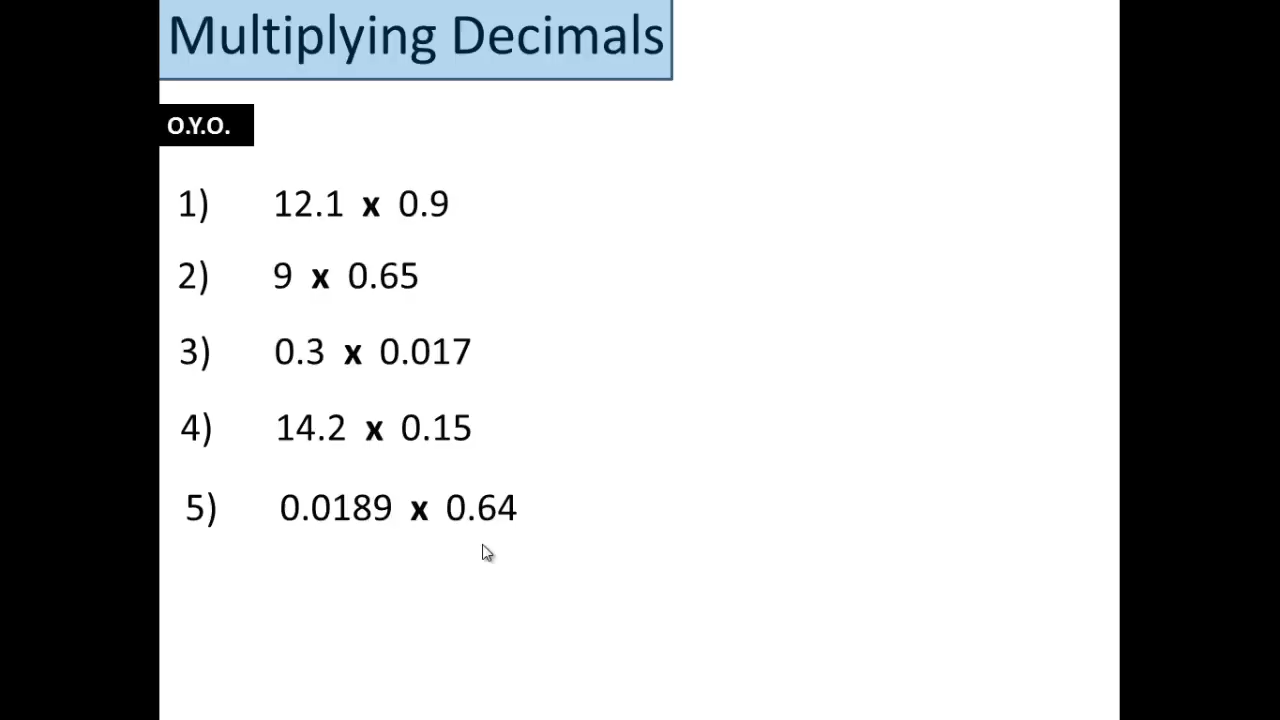 Multiplying Decimals
O.Y.O.
1) 12.1 x 0.9
2) 9 x 0.65
3) 0.3 x 0.017
4) 14.2 x 0.15
5) 0.0189 x 0.64